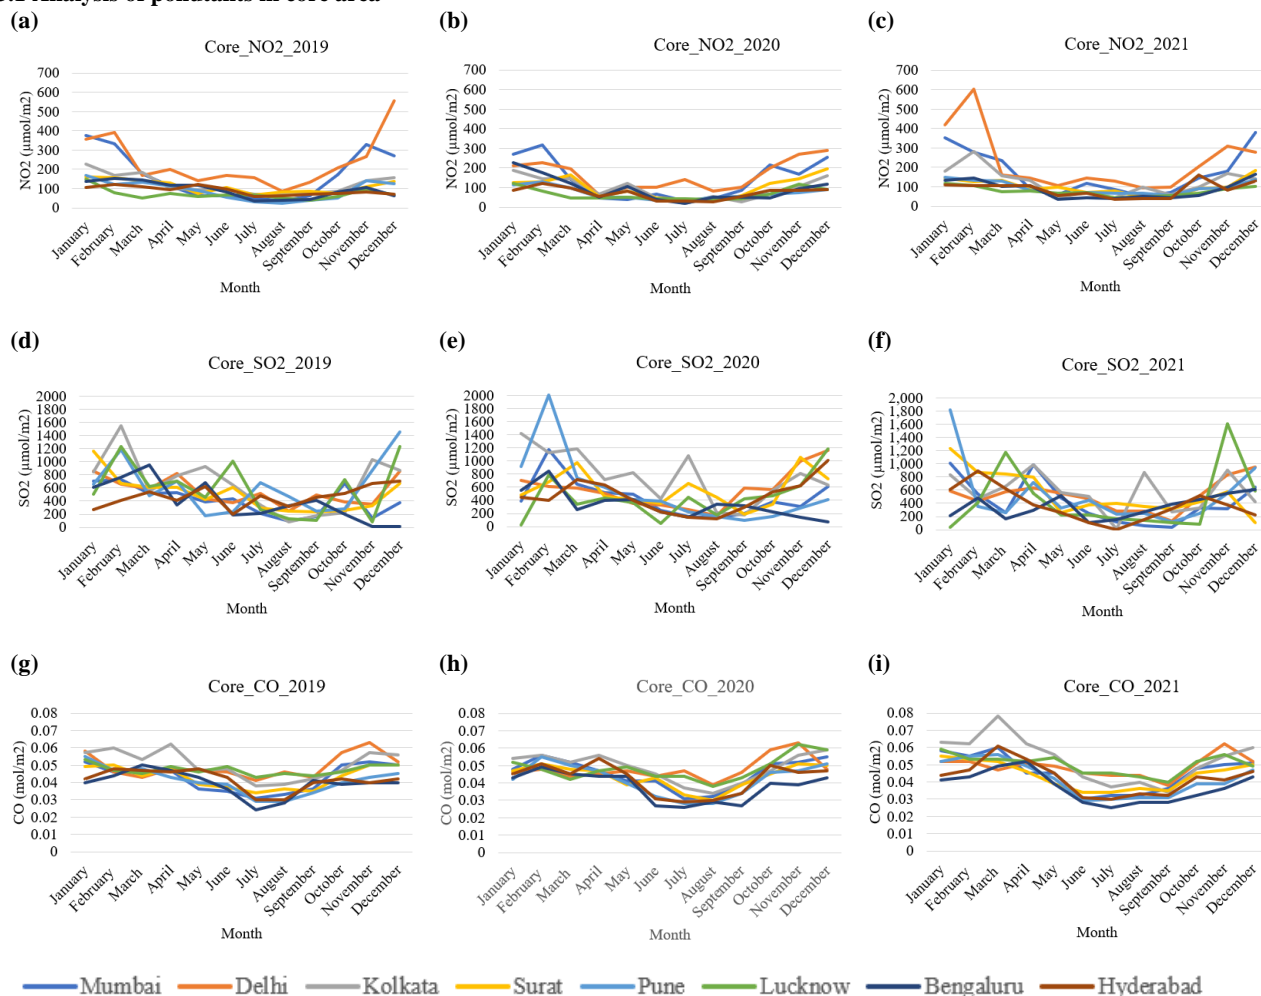 (a)
Core_NO2_2019
NO2 (μmol/m2)
700
600
500
400
300
200
100
0
January
February
March
April
May
June
July
August
September
October
November
December
Month
(b)
Core_NO2_2020
NO2 (μmol/m2)
700
600
500
400
300
200
100
0
January
February
March
April
May
June
July
August
September
October
November
December
Month
(c)
Core_NO2_2021
NO2 (μmol/m2)
700
600
500
400
300
200
100
0
January
February
March
April
May
June
July
August
September
October
November
December
Month
(d)
Core_SO2_2019
SO2 (μmol/m2)
2000
1800
1600
1400
1200
1000
800
600
400
200
0
January
February
March
April
May
June
July
August
September
October
November
December
Month
(e)
Core_SO2_2020
SO2 (μmol/m2)
2000
1800
1600
1400
1200
1000
800
600
400
200
0
January
February
March
April
May
June
July
August
September
October
November
December
Month
(f)
Core_SO2_2021
SO2 (μmol/m2)
2,000
1,800
1,600
1,400
1,200
1,000
800
600
400
200
0
January
February
March
April
May
June
July
August
September
October
November
December
Month
(g)
Core_CO_2019
CO (mol/m2)
0.08
0.07
0.06
0.05
0.04
0.03
0.02
0.01
0
January
February
March
April
May
June
July
August
September
October
November
December
Month
(h)
Core_CO_2020
CO (mol/m2)
0.08
0.07
0.06
0.05
0.04
0.03
0.02
0.01
0
January
February
March
April
May
June
July
August
September
October
November
December
Month
(i)
Core_CO_2021
CO (mol/m2)
0.08
0.07
0.06
0.05
0.04
0.03
0.02
0.01
0
January
February
March
April
May
June
July
August
September
October
November
December
Month
Mumbai Delhi Kolkata Surat Pune Lucknow Bengaluru Hyderabad